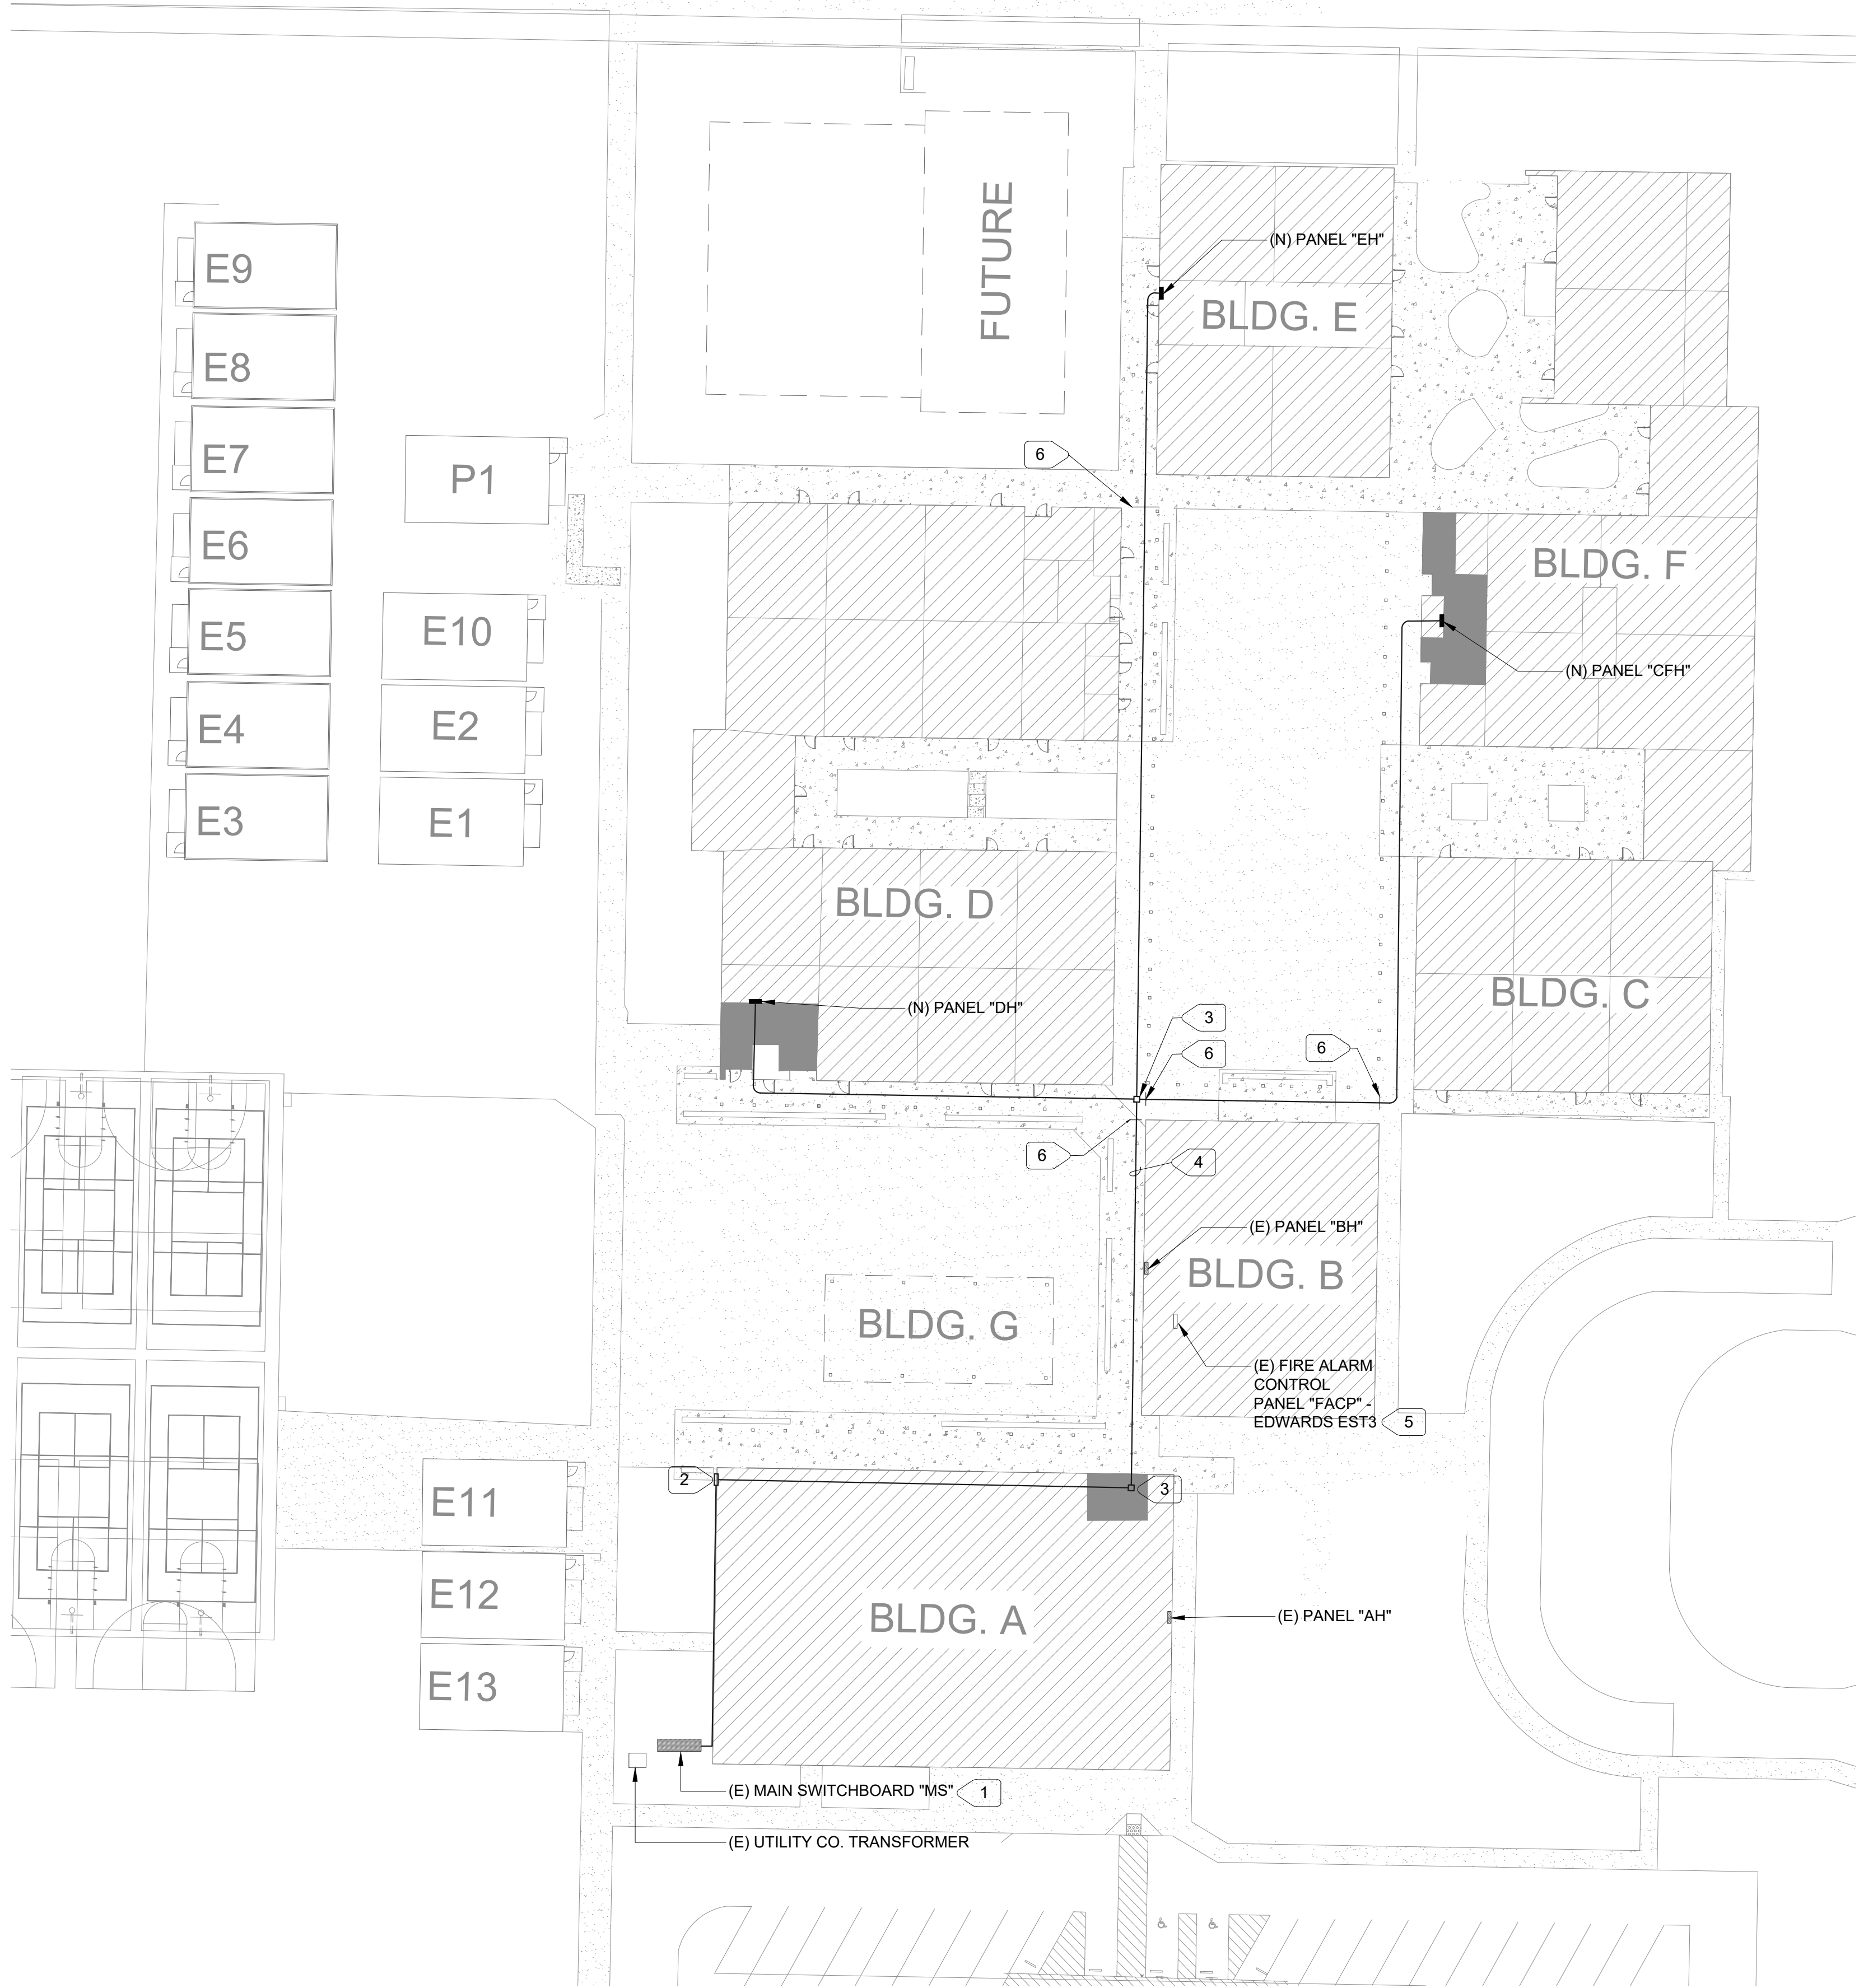 FUTURE
(N) PANEL "EH"
BLDG. E
E9
E8
E7
E6
E5
E4
E3
P1
E10
E2
E1
6
BLDG. F
(N) PANEL "CFH"
BLDG. D
(N) PANEL "DH"
BLDG. C
3
6
6
6
4
(E) PANEL "BH"
BLDG. B
BLDG. G
(E) FIRE ALARM
CONTROL
PANEL "FACP" -
EDWARDS EST3
5
2
3
E11
E12
E13
BLDG. A
(E) PANEL "AH"
(E) MAIN SWITCHBOARD "MS"
1
(E) UTILITY CO. TRANSFORMER